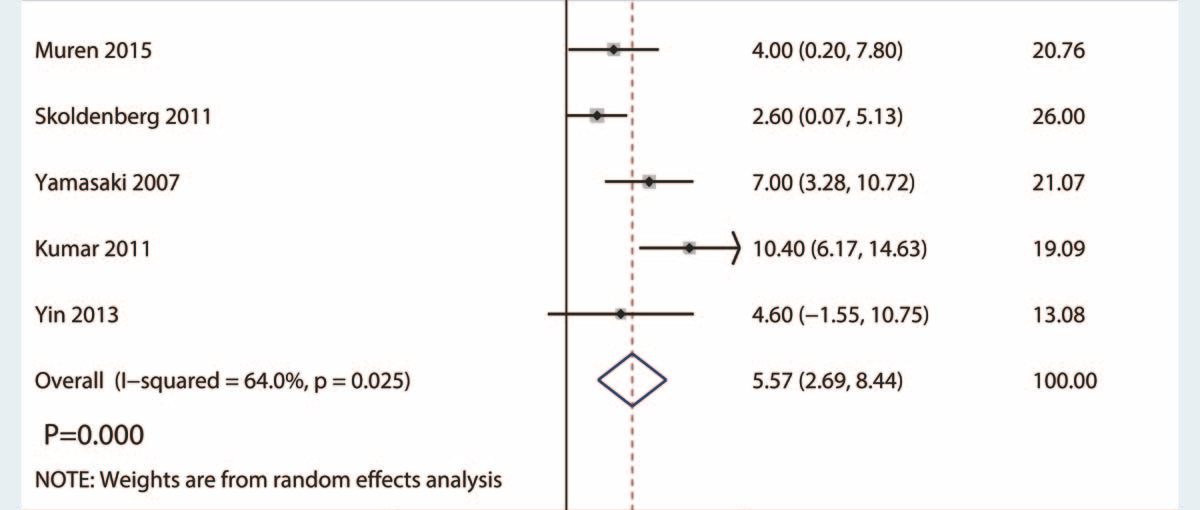 Muren 2015 4.00 (0.20, 7.80) 20.76
Skoldenberg 2011 2.60 (0.07, 5.13) 26.00
Yamasaki 2007 7.00 (3.28, 10.72) 21.07
Kumar 2011 10.40 (6.17, 14.63) 19.09
Yin 2013 4.60 (−1.55, 10.75) 13.08
Overall (I−squared = 64.0%, p = 0.025) 5.57 (2.69, 8.44) 100.00
P=0.000
NOTE: Weights are from random effects analysis